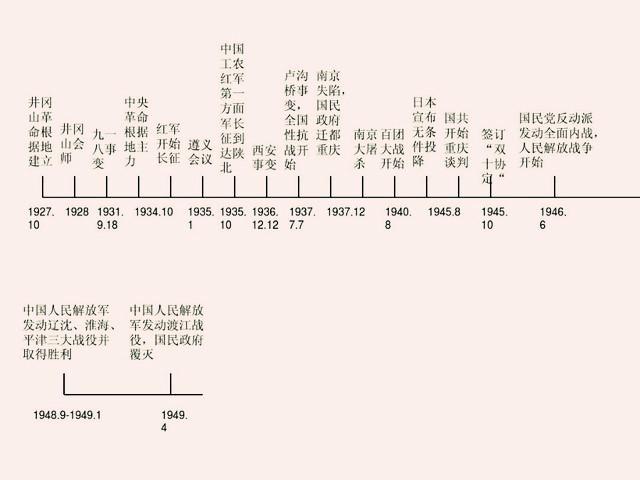 井冈
山革
命根
据地
建立
井冈
山会
师
九一
八事
变
中央
革命
根据
地主
力
红军
开始
长征
遵义
会议
中国
工农
红军
第一
方面
军长
征到
达陕
北
西安
事变
卢沟
桥事
变，
全国
性抗
战开
始
南京
失陷，
国民
政府
迁都
重庆
南京
大屠
杀
百团
大战
开始
日本
宣布
无条
件投
降
国共
开始
重庆
谈判
签订
“双
十协
定“
国民党反动派
发动全面内战，
人民解放战争
开始
1927.
10
1928
1931.
9.18
1934.10
1935.
1
1935.
10
1936.
12.12
1937.
7.7
1937.12
1940.
8
1945.8
1945.
10
1946.
6
中国人民解放军
发动辽沈、淮海、
平津三大战役并
取得胜利
中国人民解放
军发动渡江战
役，国民政府
覆灭
1948.9-1949.1
1949.
4